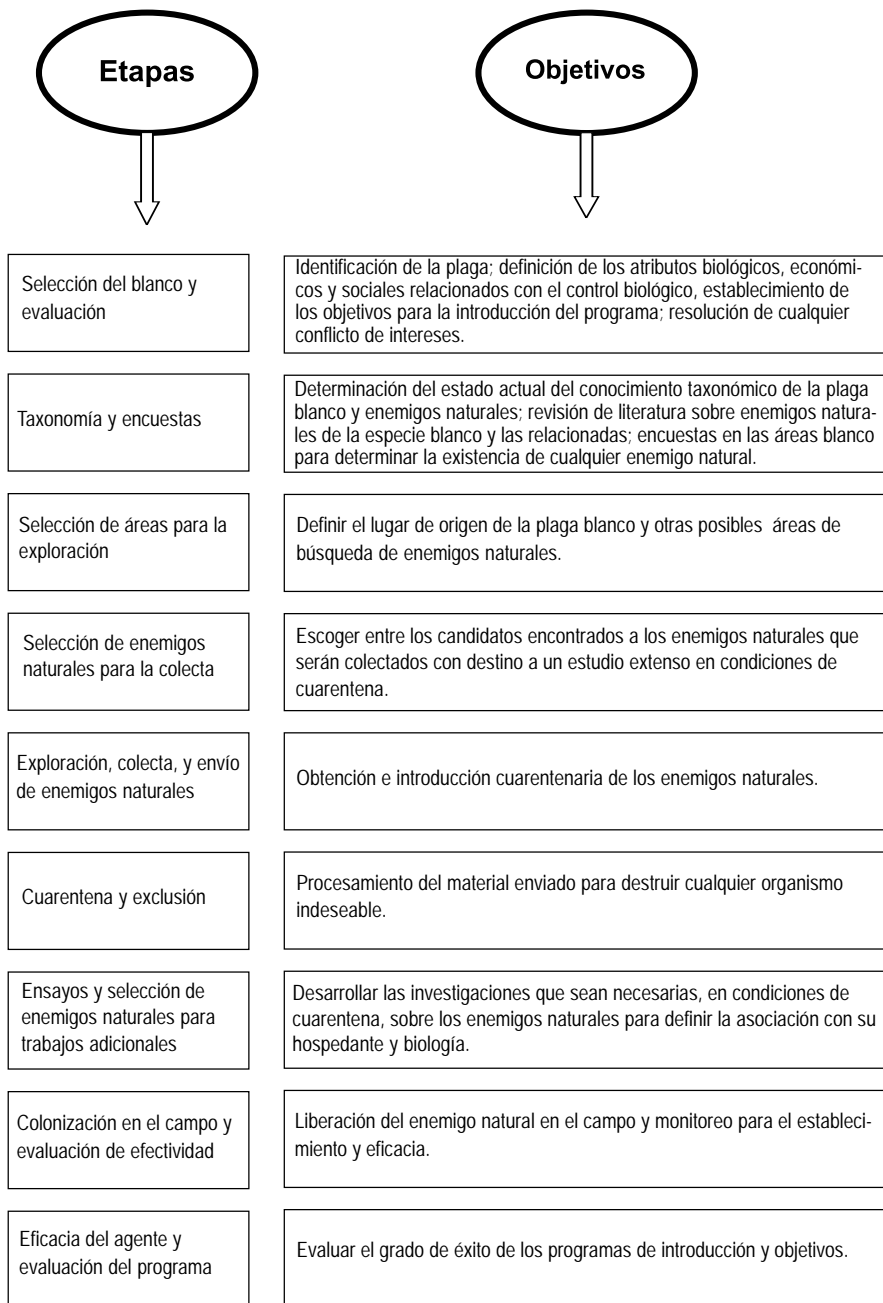 Etapas
Objetivos
Selección del blanco y
evaluación
Identificación de la plaga; definición de los atributos biológicos, económi-
cos y sociales relacionados con el control biológico, establecimiento de
los objetivos para la introducción del programa; resolución de cualquier
conflicto de intereses.
Taxonomía y encuestas
Determinación del estado actual del conocimiento taxonómico de la plaga
blanco y enemigos naturales; revisión de literatura sobre enemigos natura-
les de la especie blanco y las relacionadas; encuestas en las áreas blanco
para determinar la existencia de cualquier enemigo natural.
Selección de áreas para la
exploración
Definir el lugar de origen de la plaga blanco y otras posibles áreas de
búsqueda de enemigos naturales.
Selección de enemigos
naturales para la colecta
Escoger entre los candidatos encontrados a los enemigos naturales que
serán colectados con destino a un estudio extenso en condiciones de
cuarentena.
Exploración, colecta, y envío
de enemigos naturales
Obtención e introducción cuarentenaria de los enemigos naturales.
Cuarentena y exclusión
Procesamiento del material enviado para destruir cualquier organismo
indeseable.
Ensayos y selección de
enemigos naturales para
trabajos adicionales
Desarrollar las investigaciones que sean necesarias, en condiciones de
cuarentena, sobre los enemigos naturales para definir la asociación con su
hospedante y biología.
Colonización en el campo y
evaluación de efectividad
Liberación del enemigo natural en el campo y monitoreo para el estableci-
miento y eficacia.
Eficacia del agente y
evaluación del programa
Evaluar el grado de éxito de los programas de introducción y objetivos.